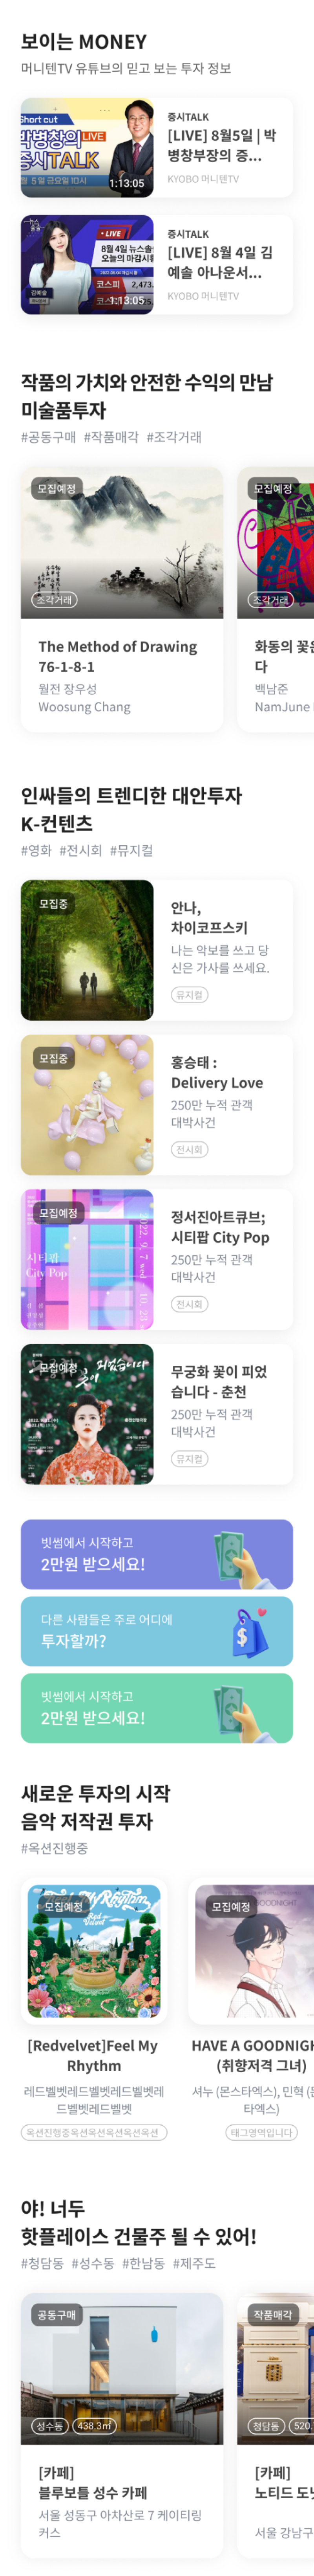 보이는 MONEY
머니텐TV 유튜브의 믿고 보는 투자 정보
Short cut
박병창의 LIVE
증시TALK
5일 금요일 10시
1:13:05
증시TALK
[LIVE] 8월5일 | 박
병창부장의 증...
KYOBO 머니텐TV
LIVE
8월 4일 뉴스속
오늘의 마감시황
김예솔
코스피 2,473.
1:13:05
증시TALK
[LIVE] 8월 4일 김
예솔 아나운서...
KYOBO 머니텐TV
작품의 가치와 안전한 수익의 만남
미술품투자
#공동구매 #작품매각 #조각거래
모집예정
조각거래
The Method of Drawing
76-1-8-1
월전 장우성
Woosung Chang
모집예정
조각거래
화동의 꽃은
다
백남준
NamJune
인싸들의 트렌디한 대안투자
K-컨텐츠
#영화 #전시회 #뮤지컬
모집중
안나,
차이코프스키
나는 악보를 쓰고 당
신은 가사를 쓰세요.
뮤지컬
모집중
홍승태 :
Delivery Love
250만 누적 관객
대박사건
전시회
모집예정
시티팝
City Pop
정서진아트큐브;
시티팝 City Pop
250만 누적 관객
대박사건
전시회
모집예정
꽃이 피었습니다
무궁화 꽃이 피었
습니다 - 춘천
250만 누적 관객
대박사건
뮤지컬
빗썸에서 시작하고
2만원 받으세요!
다른 사람들은 주로 어디에
투자할까?
$
빗썸에서 시작하고
2만원 받으세요!
새로운 투자의 시작
음악 저작권 투자
#옥션진행중
모집예정
[Redvelvet]Feel My
Rhythm
레드벨벳레드벨벳레드벨벳레
드벨벳레드벨벳
옥션진행중옥션옥션옥션옥션옥션
모집예정
GOODNIGHT
HAVE A GOODNIGH
(취향저격 그녀)
셔누 (몬스타엑스), 민혁 (몬
타엑스)
태그영역입니다
야! 너두
핫플레이스 건물주 될 수 있어!
#청담동 #성수동 #한남동 #제주도
공동구매
성수동 438.3㎡
[카페]
블루보틀 성수 카페
서울 성동구 아차산로 7 케이티링
커스
작품매각
청담동 520.
[카페]
노티드 도넛
서울 강남구